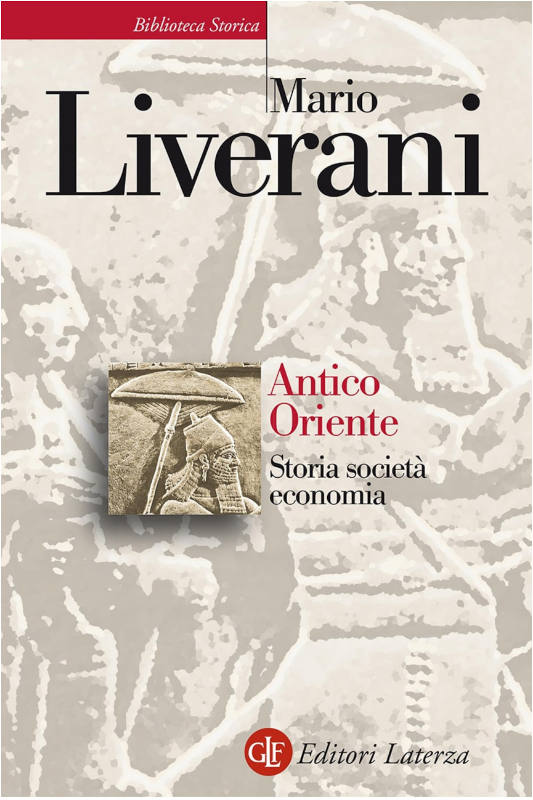 Biblioteca Storica
Mario
Liverani
Antico
Oriente
Storia società
economia
GLF Editori Laterza